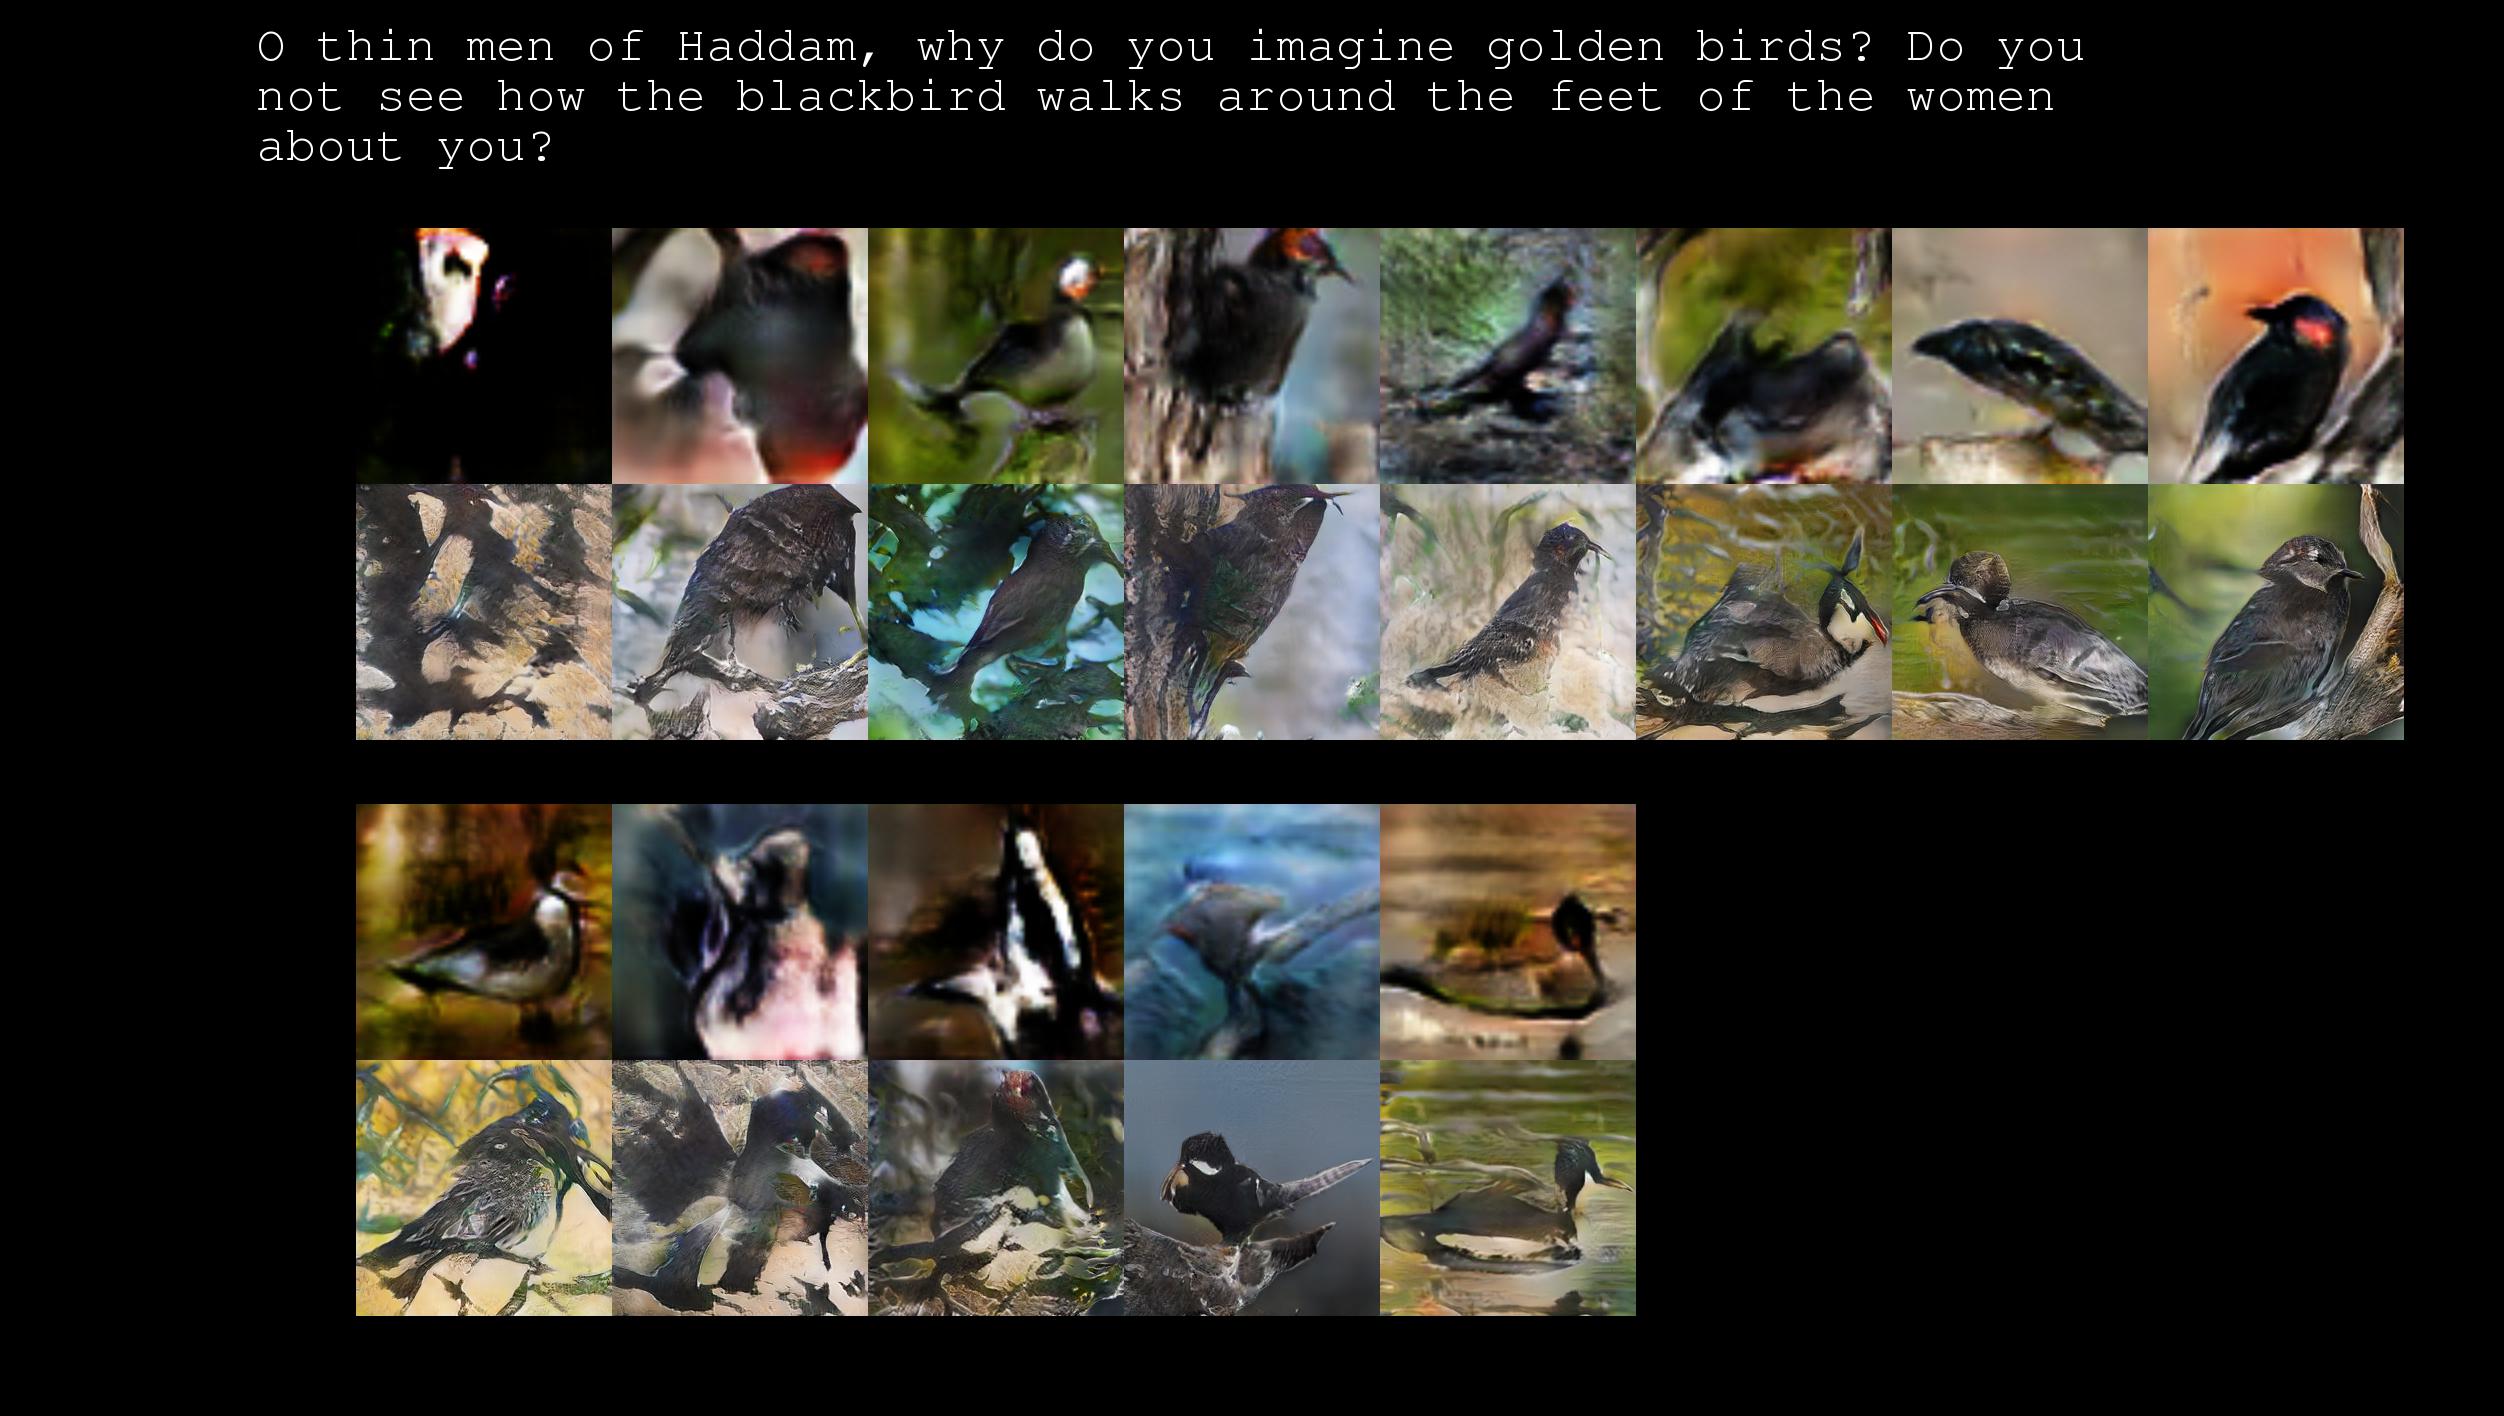 O thin men of Haddam, why do you imagine golden birds? Do you
not see how the blackbird walks around the feet of the women
about you?